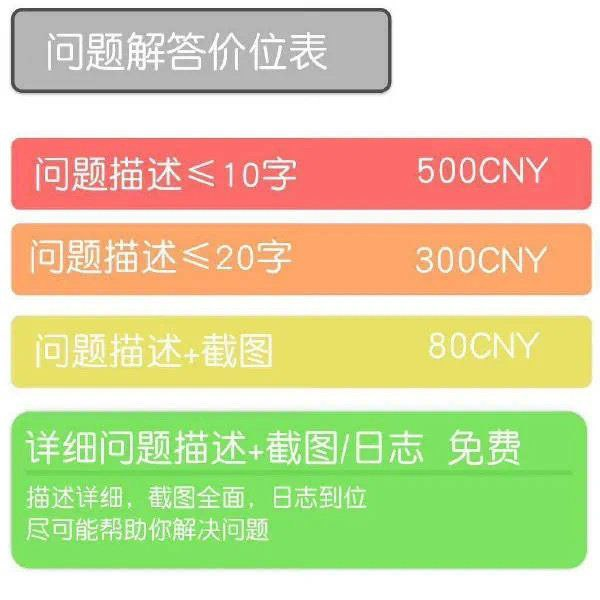 问题解答价位表
问题描述≤10字 500CNY
问题描述≤20字 300CNY
问题描述+截图 80CNY
详细问题描述+截图/日志 免费
描述详细，截图全面，日志到位
尽可能帮助你解决问题